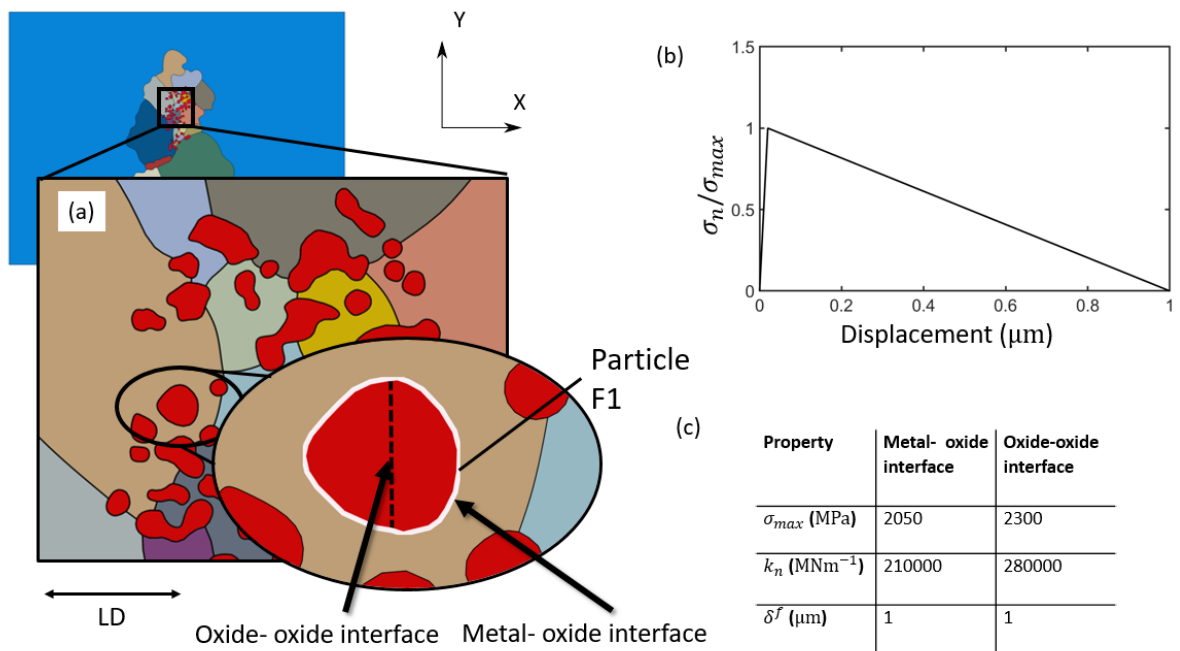 Y
X
(a)
Particle
F1
LD
Oxide- oxide interface
Metal- oxide interface
(b)
1.5
1
0.5
0
σₙ/σₘₐₓ
0 0.2 0.4 0.6 0.8 1
Displacement (μm)
(c)
Property Metal- oxide interface Oxide-oxide interface
σₘₐₓ (MPa) 2050 2300
kₙ (MNm⁻¹) 210000 280000
δᶠ (μm) 1 1